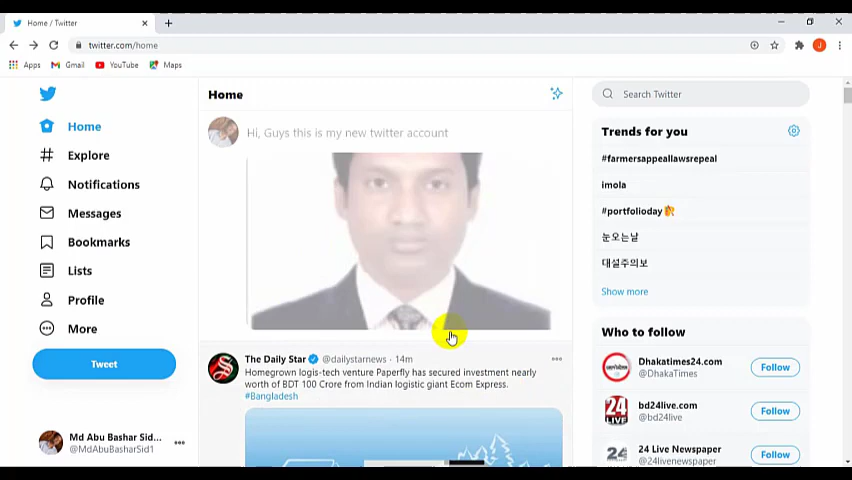 Home / Twitter
twitter.com/home
J
Apps
Gmail
YouTube
Maps
Home
Explore
Notifications
Messages
Bookmarks
Lists
Profile
More
Tweet
Md Abu Bashar Sid...
@MdAbuBasharSid1
Home
Hi, Guys this is my new twitter account
The Daily Star @dailystarnews · 14m
Homegrown logis-tech venture Paperfly has secured investment nearly
worth of BDT 100 Crore from Indian logistic giant Ecom Express.
#Bangladesh
Search Twitter
Trends for you
#farmersappeallawsrepeal
imola
#portfolioday
눈오는날
대설주의보
Show more
Who to follow
Dhakatimes24.com
@DhakaTimes
Follow
24
LIVE
bd24live.com
@bd24live
Follow
24
24 Live Newspaper
@24livenewspaper
Follow